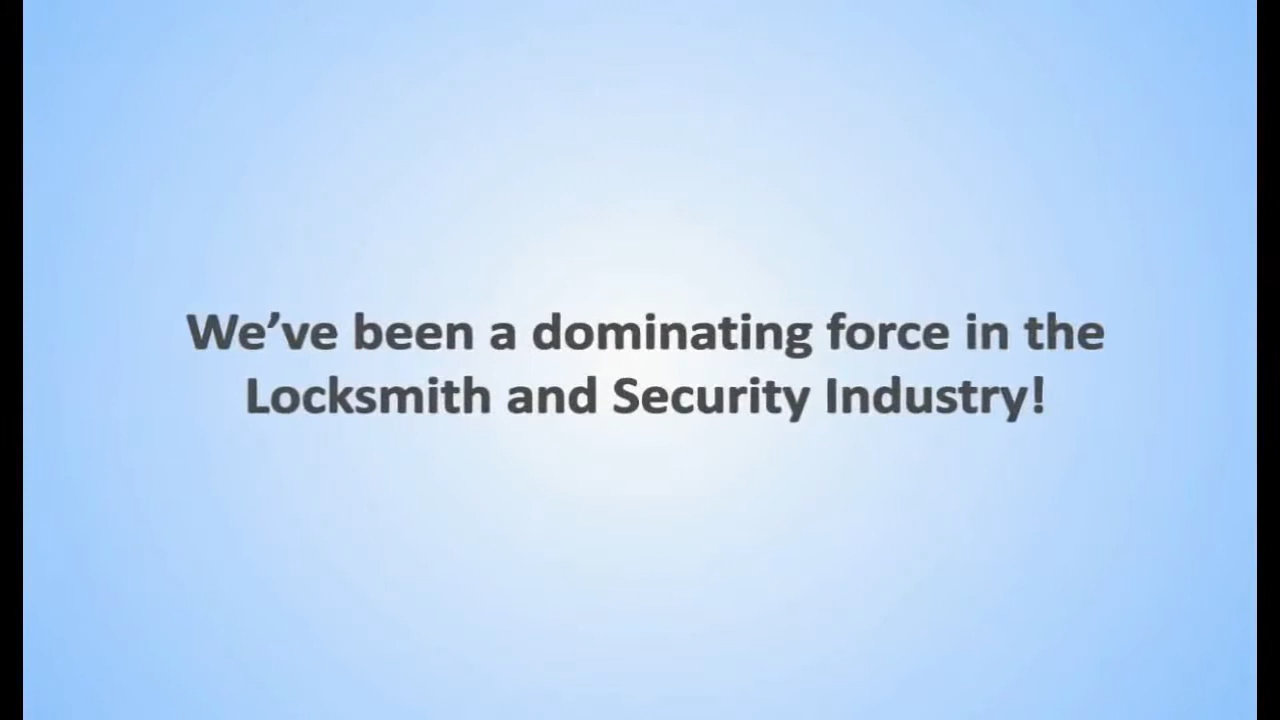 We’ve been a dominating force in the
Locksmith and Security Industry!